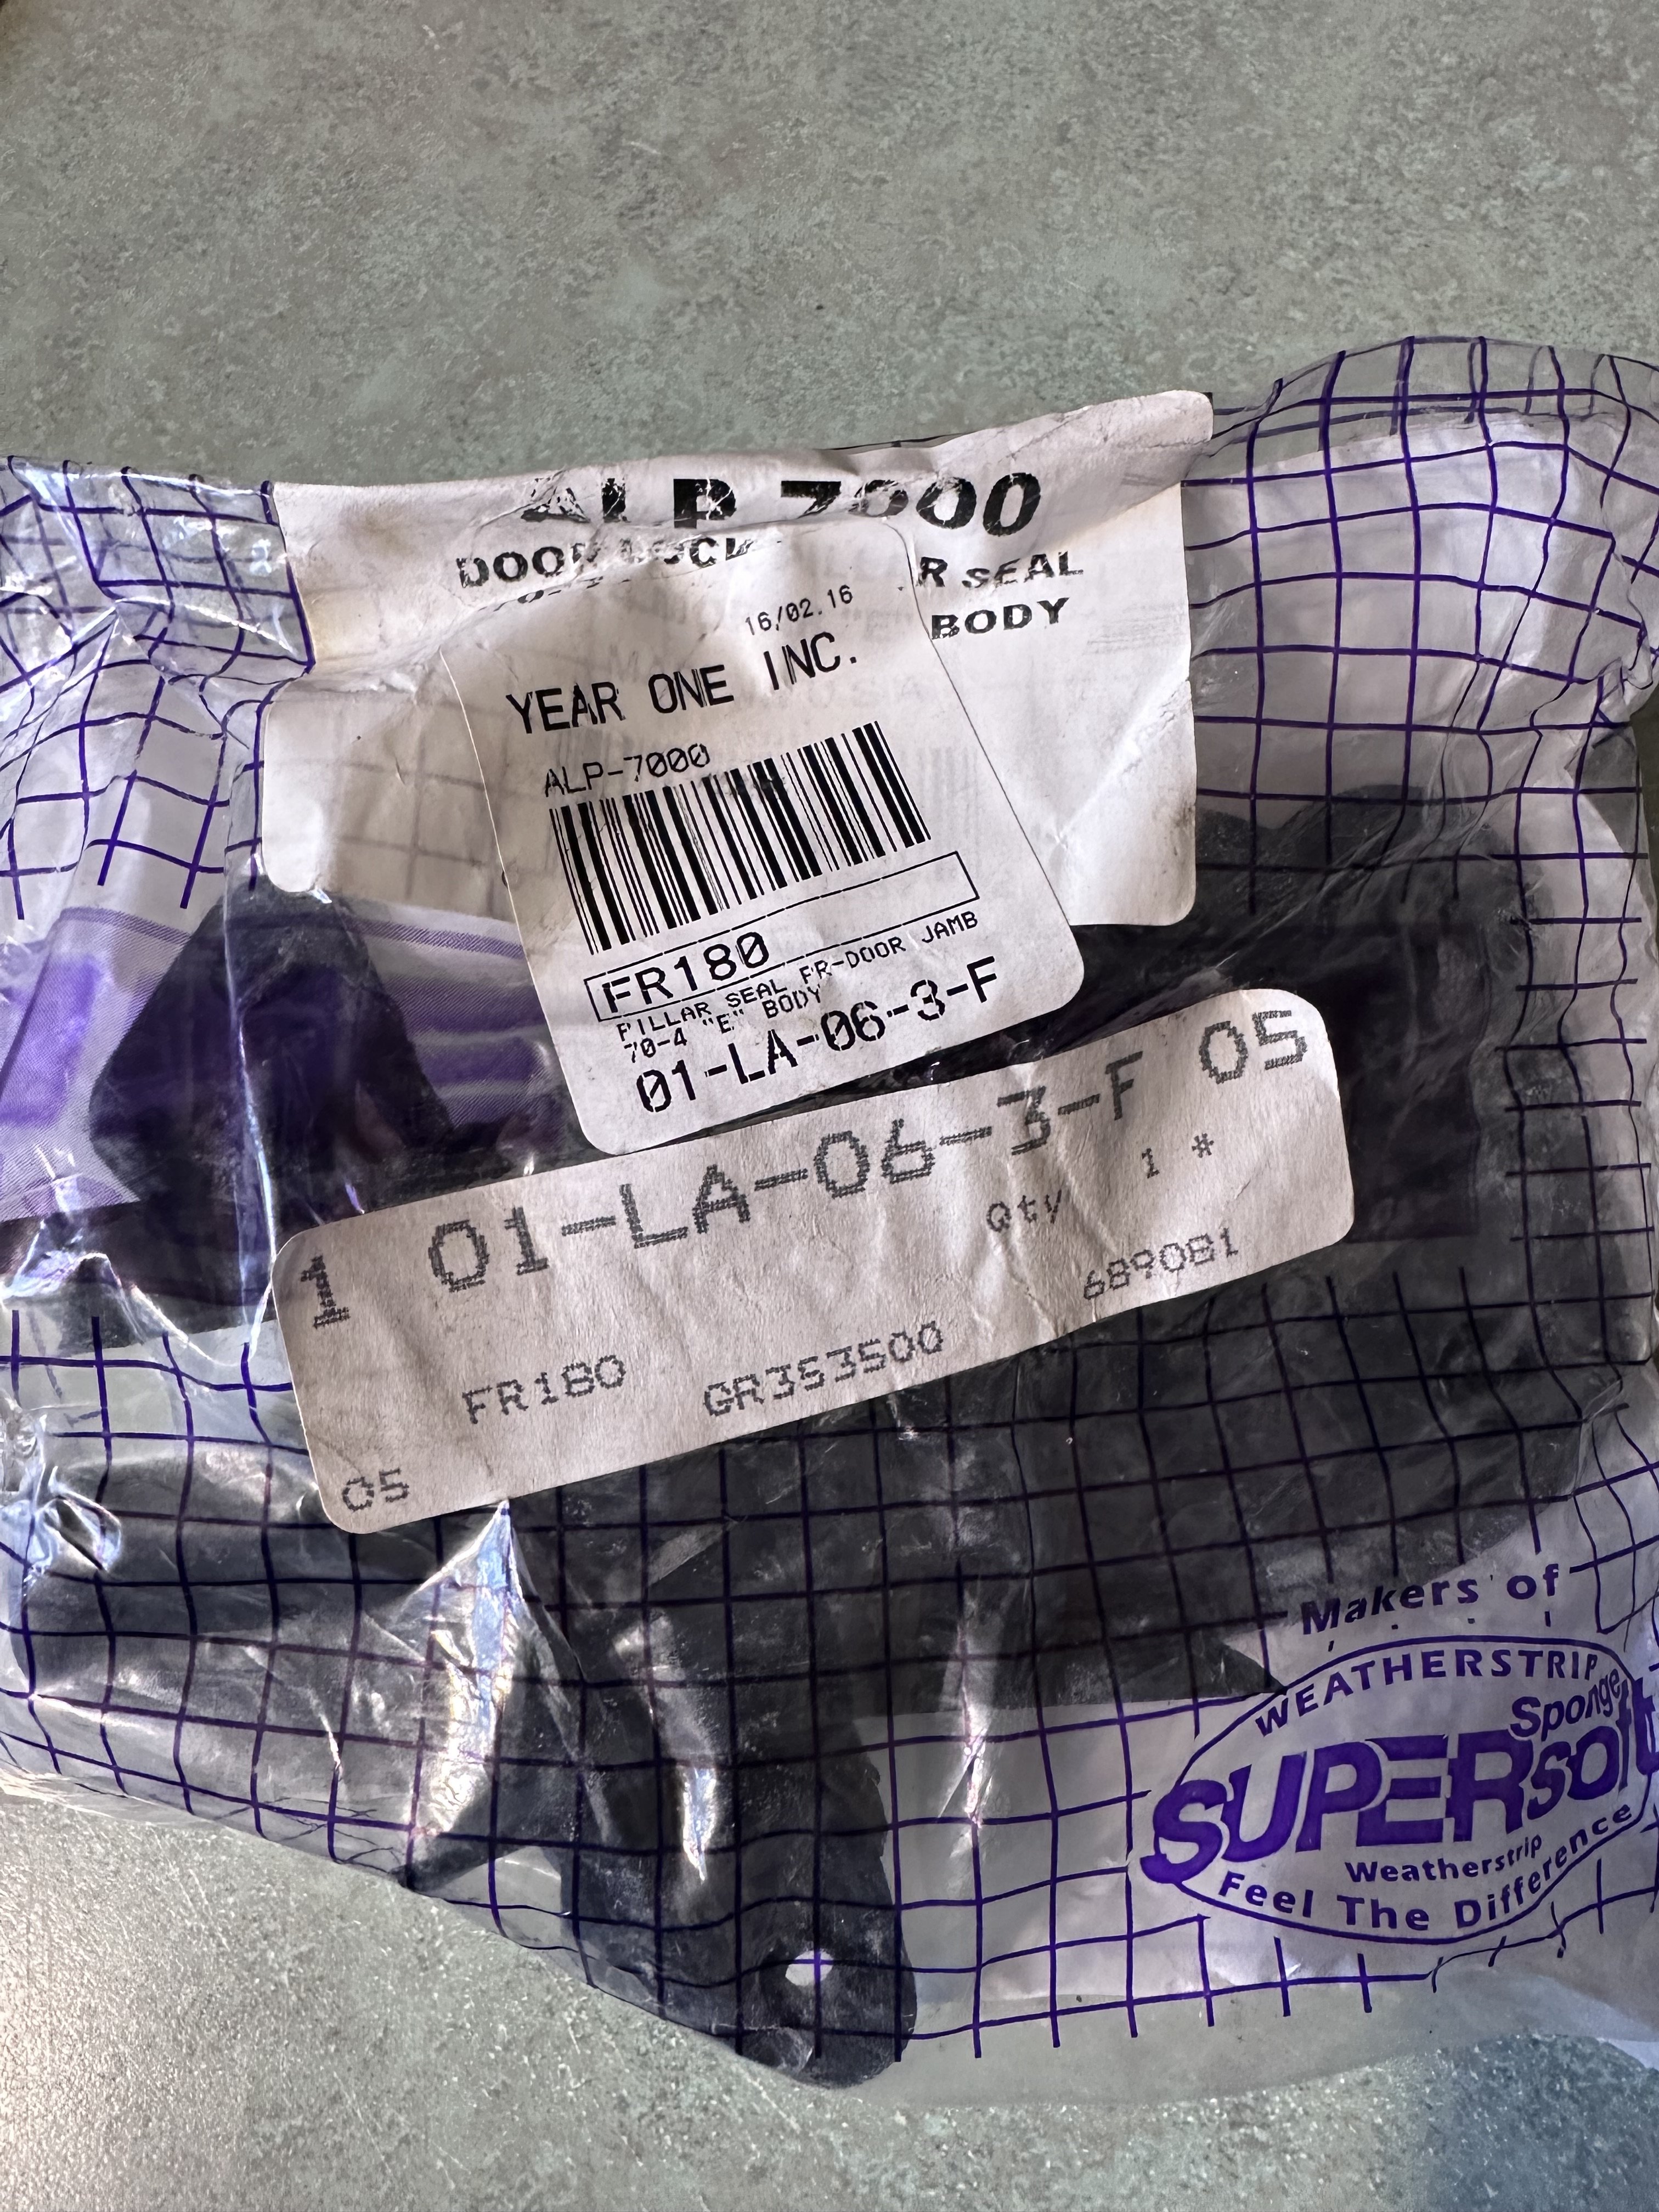 ALP 7000
DOOR LOCK R SEAL
BODY
16/02.16
YEAR ONE INC.
ALP-7000
FR180
PILLAR SEAL FR-DOOR JAMB
70-4 "E" BODY
01-LA-06-3-F
1 01-LA-06-3-F 05
Qty 1 *
FR180 GR353500 689081
05
Makers of
WEATHERSTRIP
Sponge
SUPERsoft
Weatherstrip
Feel The Difference